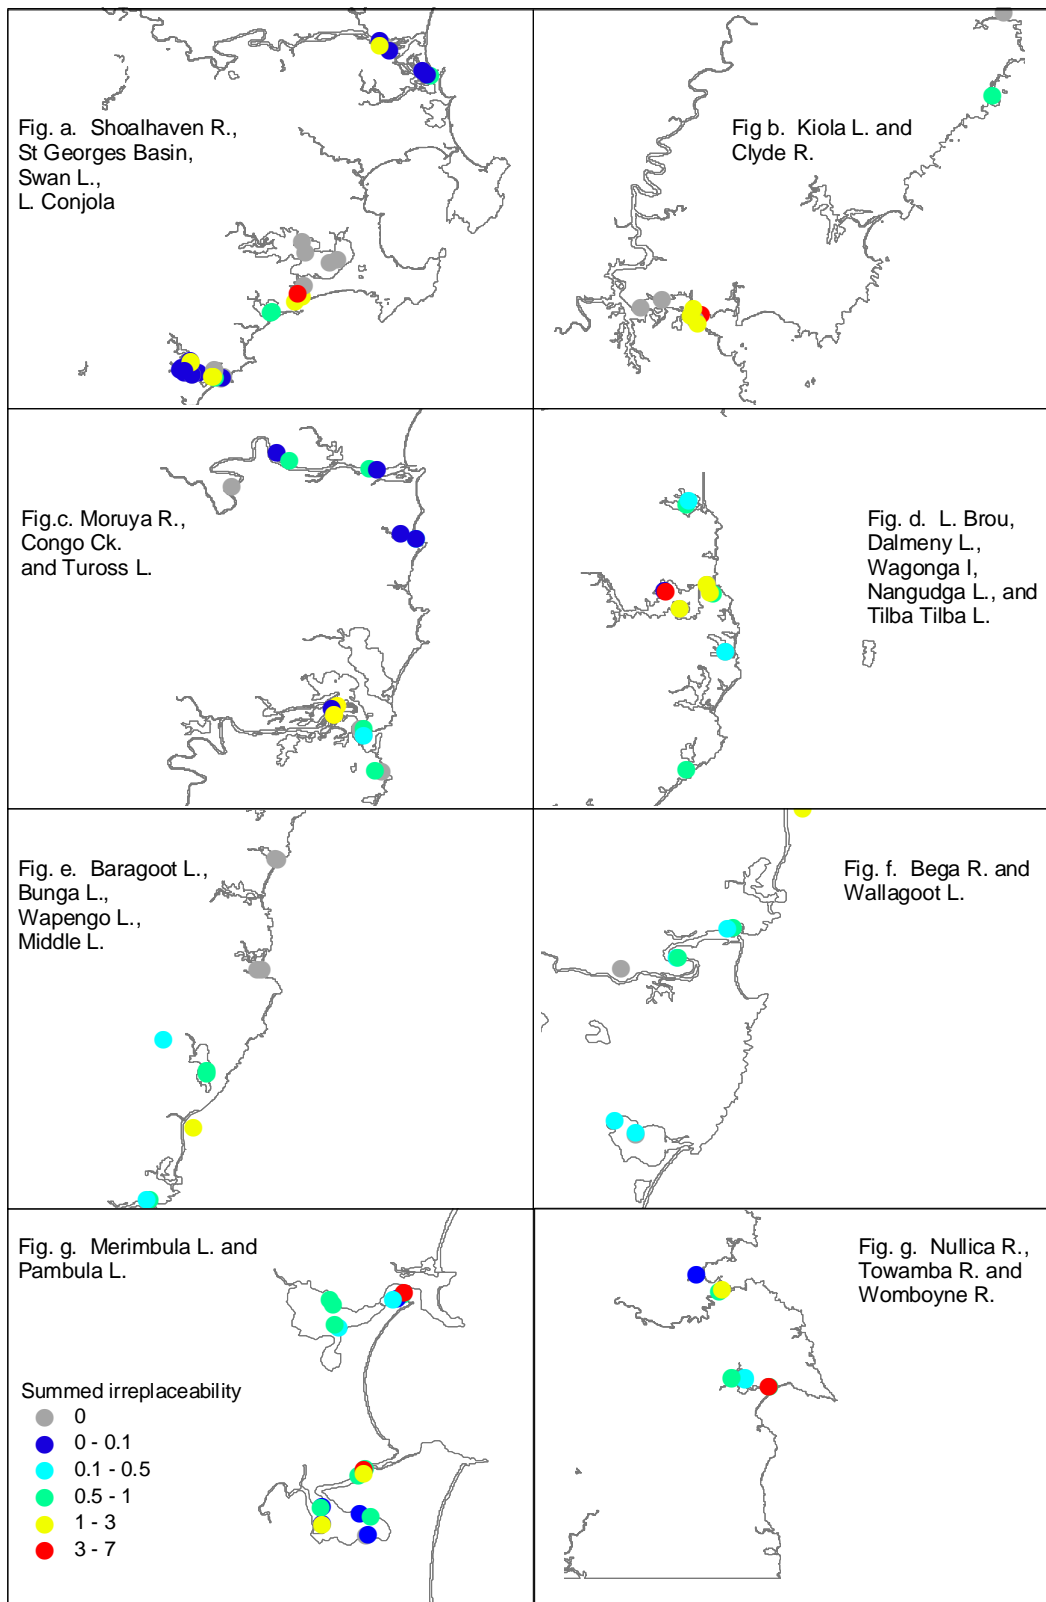 Fig. a.  Shoalhaven R.,
St Georges Basin,
Swan L.,
L. Conjola
Fig b.  Kiola L. and
Clyde R.
Fig.c. Moruya R.,
Congo Ck.
and Tuross L.
Fig. d.  L. Brou,
Dalmeny L.,
Wagonga I,
Nangudga L., and
Tilba Tilba L.
Fig. e.  Baragoot L.,
Bunga L.,
Wapengo L.,
Middle L.
Fig. f.  Bega R. and
Wallagoot L.
Fig. g.  Merimbula L. and
Pambula L.
Summed irreplaceability
0
0 - 0.1
0.1 - 0.5
0.5 - 1
1 - 3
3 - 7
Fig. g.  Nullica R.,
Towamba R. and
Womboyne R.